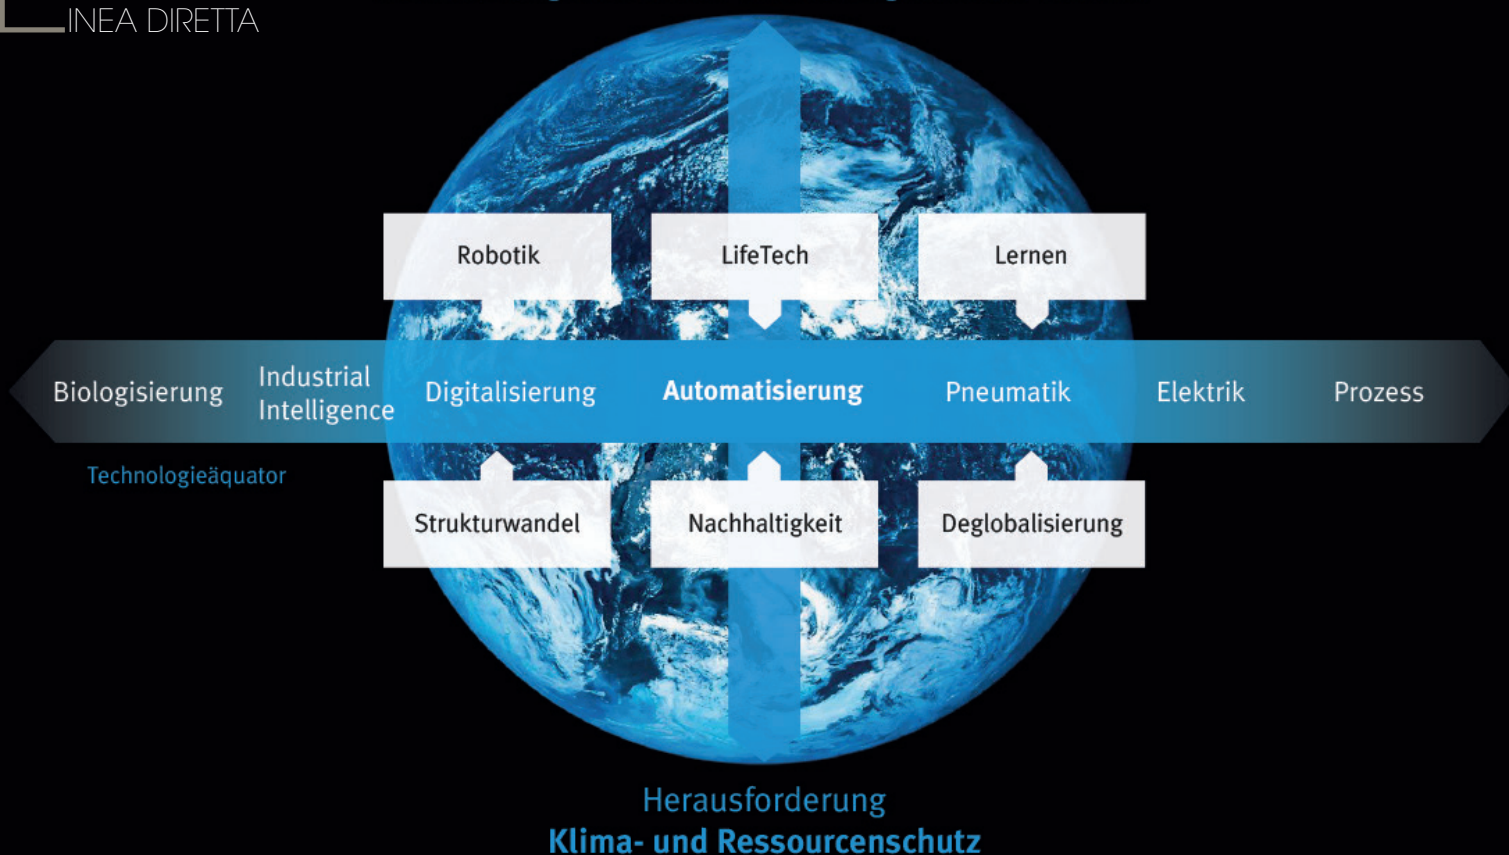 LINEA DIRETTA
Robotik
LifeTech
Lernen
Biologisierung
Industrial
Intelligence
Digitalisierung
Automatisierung
Pneumatik
Elektrik
Prozess
Technologieäquator
Strukturwandel
Nachhaltigkeit
Deglobalisierung
Herausforderung
Klima- und Ressourcenschutz